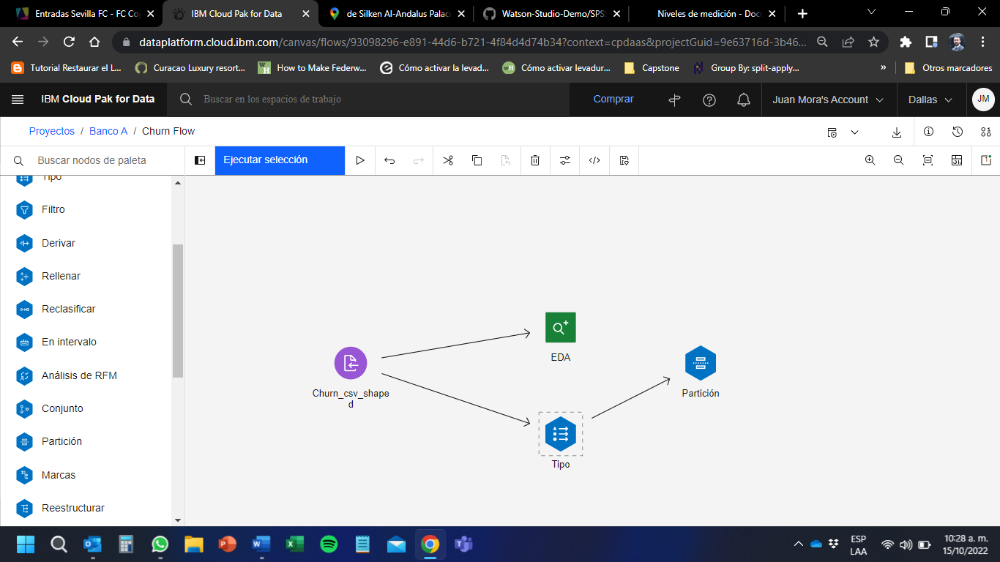 Entradas Sevilla FC - FC Co
IBM Cloud Pak for Data
de Silken Al-Andalus Palace
Watson-Studio-Demo/SPS
Niveles de medición - Docu
dataplatform.cloud.ibm.com/canvas/flows/93098296-e891-44d6-b721-4f84d4d74b34?context=cpdaas&projectGuid=9e63716d-3b46...
Tutorial Restaurar el L...
Curacao Luxury resort...
How to Make Federw...
Cómo activar la levad...
Cómo activar levadur...
Capstone
Group By: split-apply...
»
Otros marcadores
IBM Cloud Pak for Data
Buscar en los espacios de trabajo
Comprar
Juan Mora's Account
Dallas
JM
Proyectos / Banco A / Churn Flow
Buscar nodos de paleta
Ejecutar selección
Tipo
Filtro
Derivar
Rellenar
Reclasificar
En intervalo
Análisis de RFM
Conjunto
Partición
Marcas
Reestructurar
EDA
Churn_csv_shape
d
Partición
Tipo
ESP
LAA
10:28 a. m.
15/10/2022